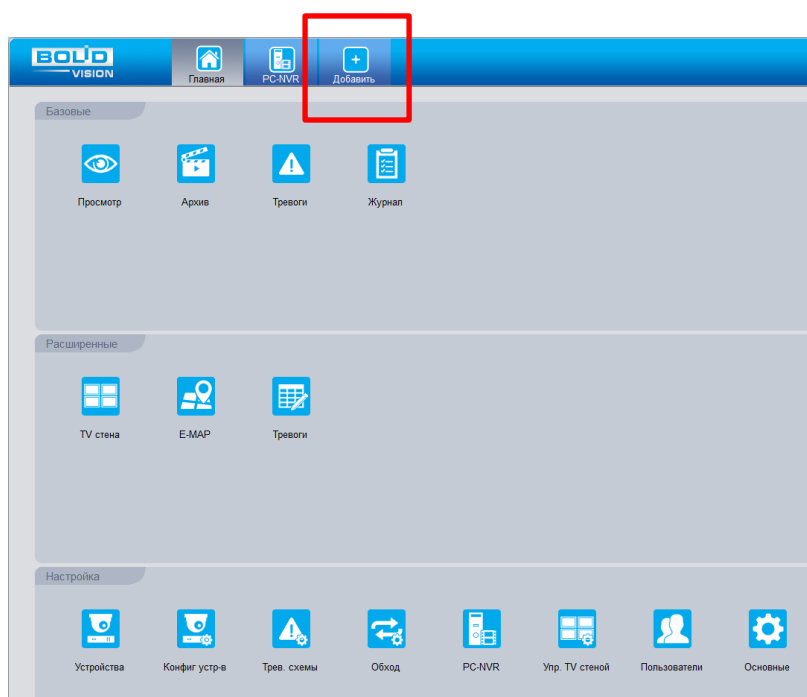 BOLID
VISION
Главная
PC-NVR
Добавить
Базовые
Просмотр
Архив
Тревоги
Журнал
Расширенные
TV стена
E-MAP
Тревоги
Настройка
Устройства
Конфиг устр-в
Трев. схемы
Обход
PC-NVR
Упр. TV стеной
Пользователи
Основные